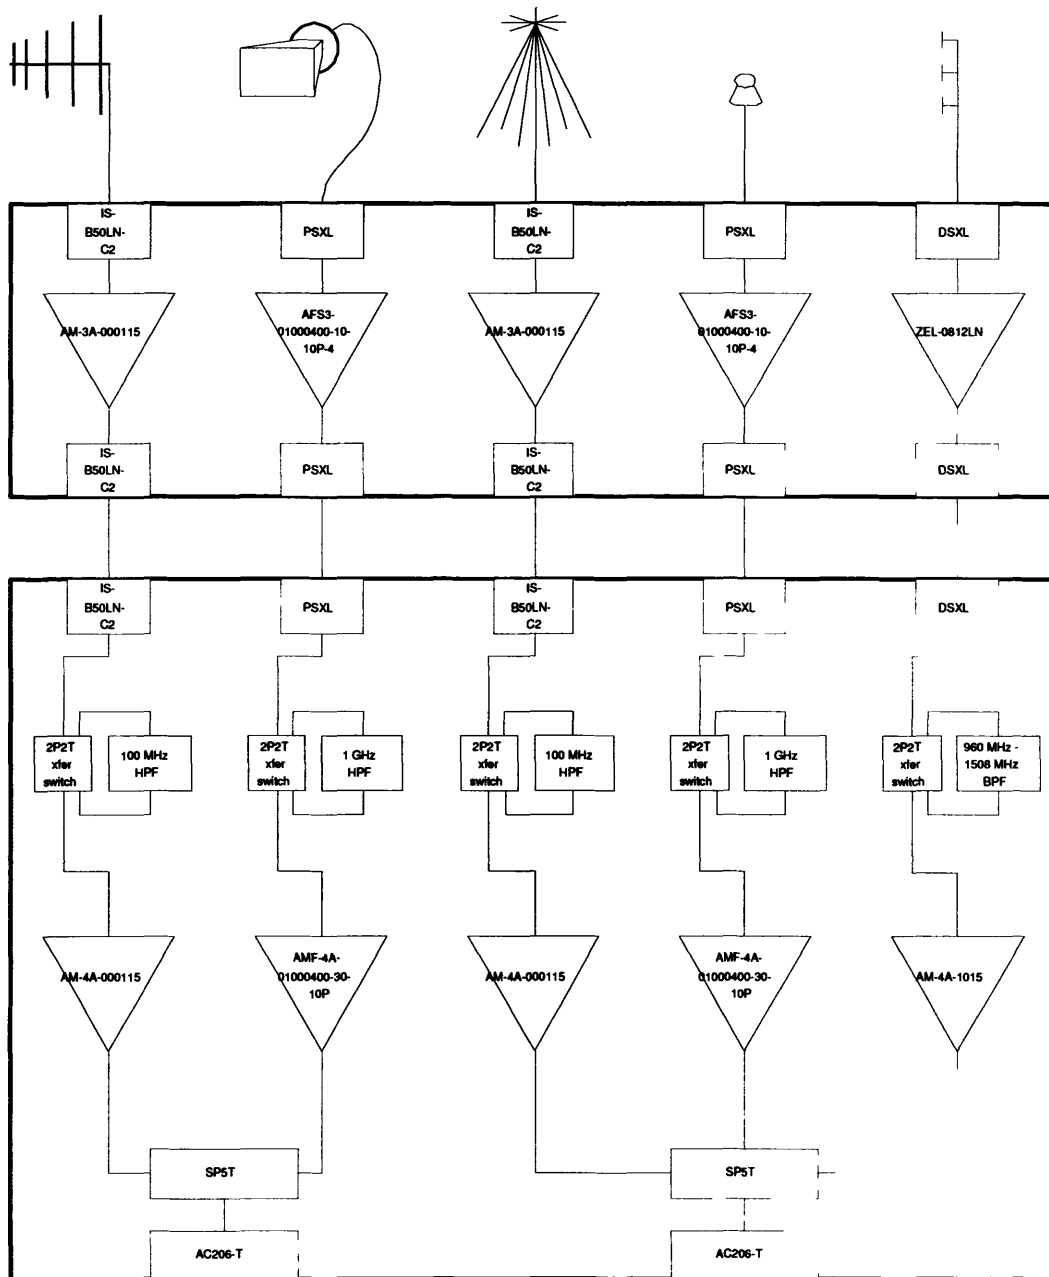 IS-
B50LN-
C2
PSXL
IS-
B50LN-
C2
PSXL
DSXL
AM-3A-000115
AFS3-
01000400-10-
10P-4
AM-3A-000115
AFS3-
01000400-10-
10P-4
ZEL-0812LN
IS-
B50LN-
C2
PSXL
IS-
B50LN-
C2
PSXL
DSXL
IS-
B50LN-
C2
PSXL
IS-
B50LN-
C2
PSXL
DSXL
2P2T
xfer
switch
100 MHz
HPF
2P2T
xfer
switch
1 GHz
HPF
2P2T
xfer
switch
100 MHz
HPF
2P2T
xfer
switch
1 GHz
HPF
2P2T
xfer
switch
960 MHz -
1508 MHz
BPF
AM-4A-000115
AMF-4A-
01000400-30-
10P
AM-4A-000115
AMF-4A-
01000400-30-
10P
AM-4A-1015
SP5T
SP5T
AC206-T
AC206-T